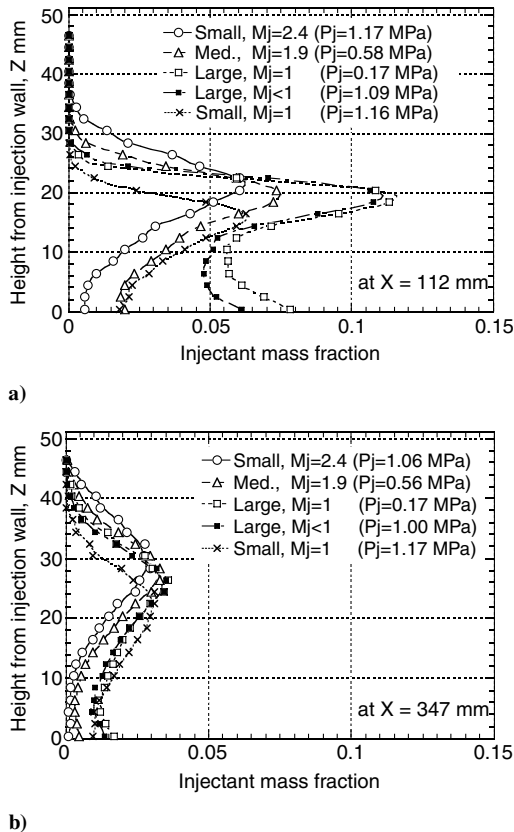 50
40
30
20
10
0
Height from injection wall, Z mm
Small, Mj=2.4 (Pj=1.17 MPa)
Med., Mj=1.9 (Pj=0.58 MPa)
Large, Mj=1 (Pj=0.17 MPa)
Large, Mj<1 (Pj=1.09 MPa)
Small, Mj=1 (Pj=1.16 MPa)
at X = 112 mm
0 0.05 0.1 0.15
Injectant mass fraction
a)
50
40
30
20
10
0
Height from injection wall, Z mm
Small, Mj=2.4 (Pj=1.06 MPa)
Med., Mj=1.9 (Pj=0.56 MPa)
Large, Mj=1 (Pj=0.17 MPa)
Large, Mj<1 (Pj=1.00 MPa)
Small, Mj=1 (Pj=1.17 MPa)
at X = 347 mm
0 0.05 0.1 0.15
Injectant mass fraction
b)